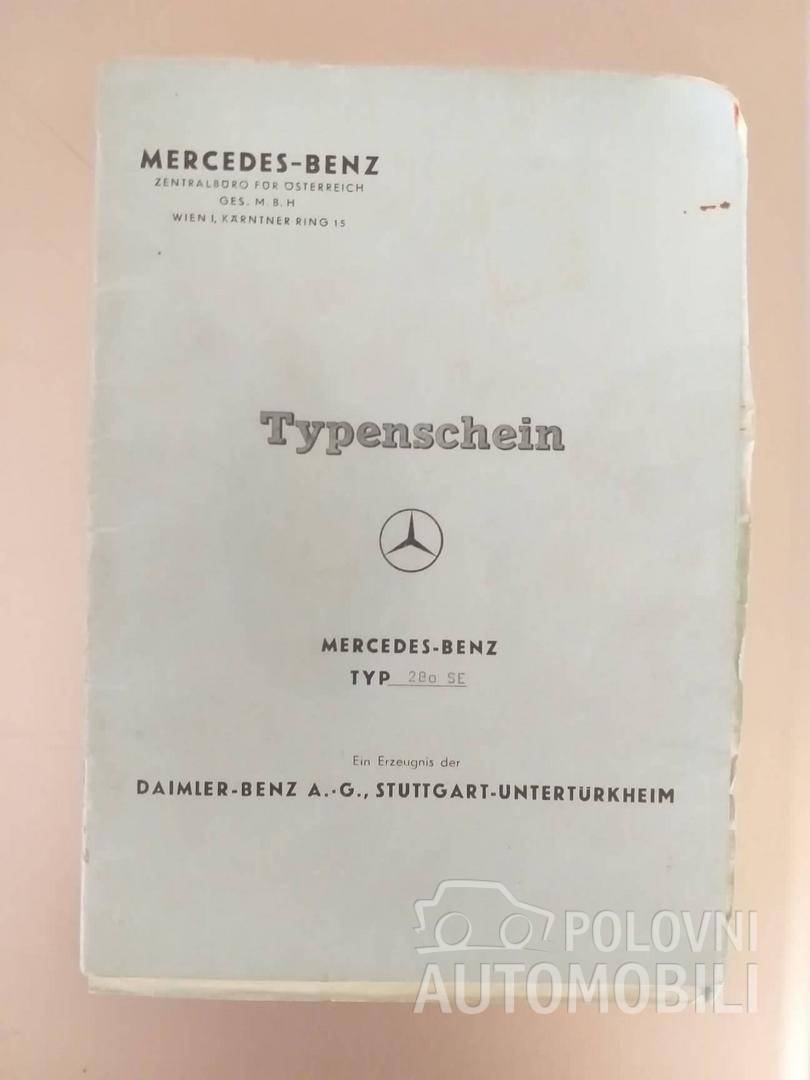 MERCEDES-BENZ
ZENTRALBÜRO FÜR ÖSTERREICH
GES. M. B. H
WIEN I, KÄRNTNER RING 15
Typenschein
MERCEDES-BENZ
TYP 280 SE
Ein Erzeugnis der
DAIMLER-BENZ A.-G., STUTTGART-UNTERTÜRKHEIM
POLOVNI
AUTOMOBILI